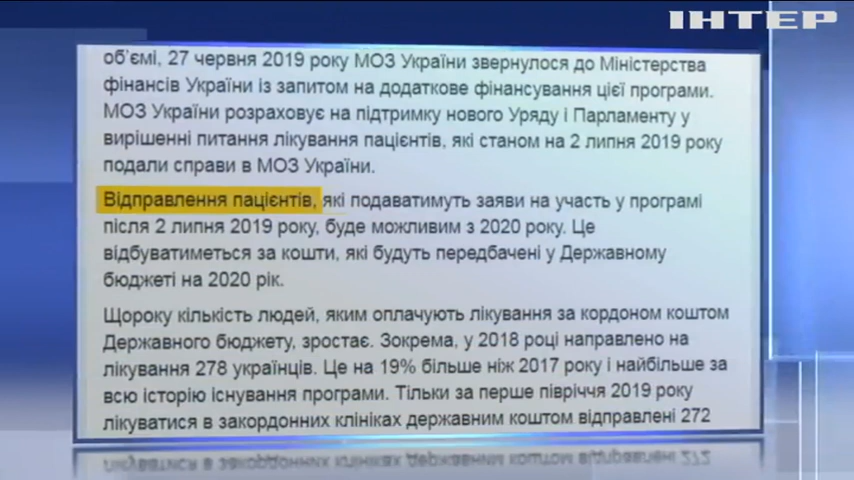 ІНТЕР
об'ємі, 27 червня 2019 року МОЗ України звернулося до Міністерства
фінансів України із запитом на додаткове фінансування цієї програми.
МОЗ України розраховує на підтримку нового Уряду і Парламенту у
вирішенні питання лікування пацієнтів, які станом на 2 липня 2019 року
подали справи в МОЗ України.
Відправлення пацієнтів, які подаватимуть заяви на участь у програмі
після 2 липня 2019 року, буде можливим з 2020 року. Це
відбуватиметься за кошти, які будуть передбачені у Державному
бюджеті на 2020 рік.
Щороку кількість людей, яким оплачують лікування за кордоном коштом
Державного бюджету, зростає. Зокрема, у 2018 році направлено на
лікування 278 українців. Це на 19% більше ніж 2017 року і найбільше за
всю історію існування програми. Тільки за перше півріччя 2019 року
лікуватися в закордонних клініках державним коштом відправлені 272